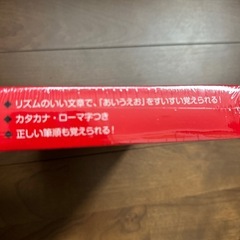 ◆リズムのいい文章で、「あいうえお」をすいすい覚えられる!
◆カタカナ・ローマ字つき
◆正しい筆順も覚えられる!